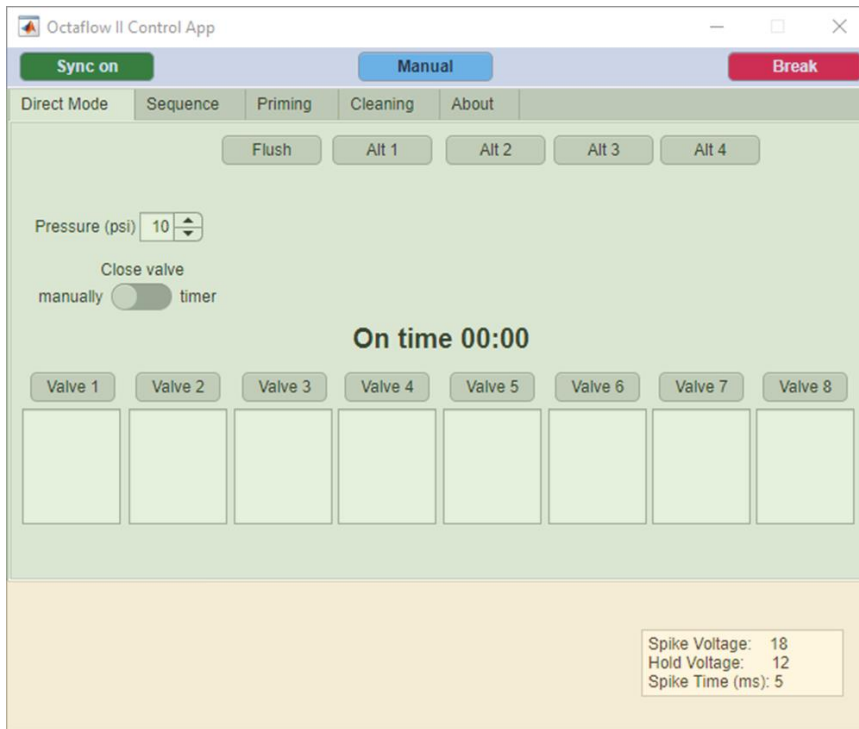 Octaflow II Control App
Sync on Manual Break
Direct Mode Sequence Priming Cleaning About
Flush Alt 1 Alt 2 Alt 3 Alt 4
Pressure (psi) 10
Close valve
manually timer
On time 00:00
Valve 1 Valve 2 Valve 3 Valve 4 Valve 5 Valve 6 Valve 7 Valve 8
Spike Voltage: 18
Hold Voltage: 12
Spike Time (ms): 5